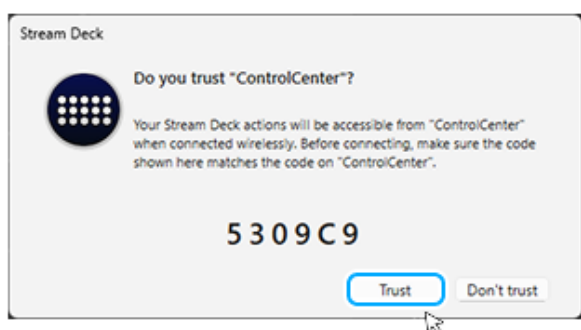 Stream Deck
Do you trust "ControlCenter"?
Your Stream Deck actions will be accessible from "ControlCenter"
when connected wirelessly. Before connecting, make sure the code
shown here matches the code on "ControlCenter".
5309C9
Trust Don't trust